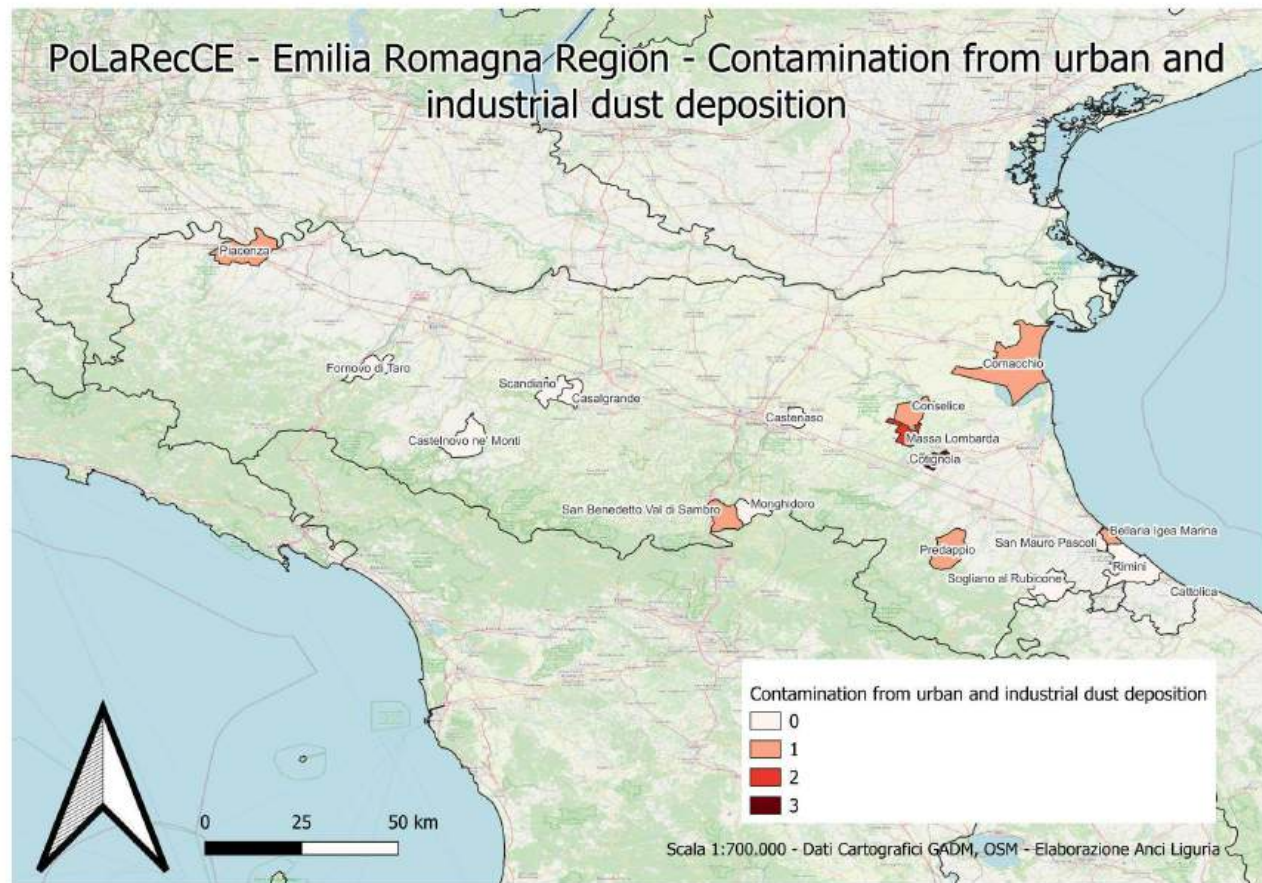 PoLaRecCE - Emilia Romagna Región - Contamination from urban and
industrial dust deposition
Piacenza
Comacchio
Fornovo di Taro
Scandiano
Casalgrande
Conselice
Castenaso
Castelnovo ne' Monti
Massa Lombarda
Cotignola
San Benedetto Val di Sambro
Monghidoro
Bellaria Igea Marina
San Mauro Pascoli
Predappio
Rimini
Sogliano al Rubicone
Cattolica
Contamination from urban and industrial dust deposition
0
1
2
3
0 25 50 km
Scala 1:700.000 - Dati Cartografici GADM, OSM - Elaborazione Anci Liguria